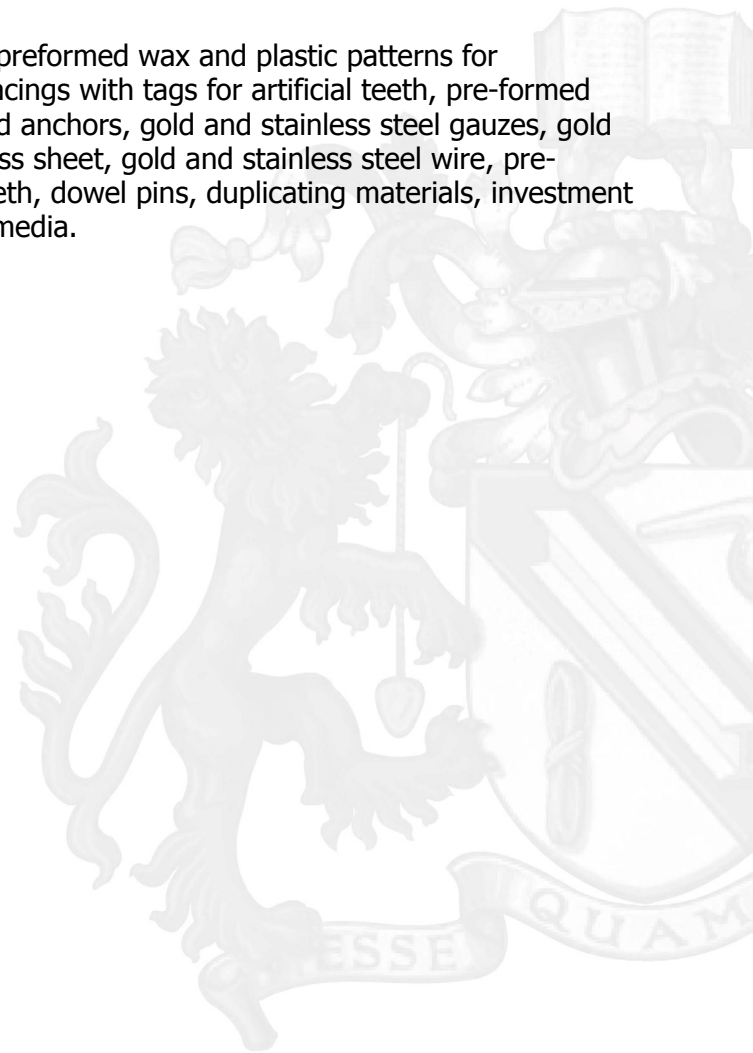 preformed wax and plastic patterns for
acings with tags for artificial teeth, pre-formed
d anchors, gold and stainless steel gauzes, gold
ss sheet, gold and stainless steel wire, pre-
eth, dowel pins, duplicating materials, investment
media.
ESSE QUAM